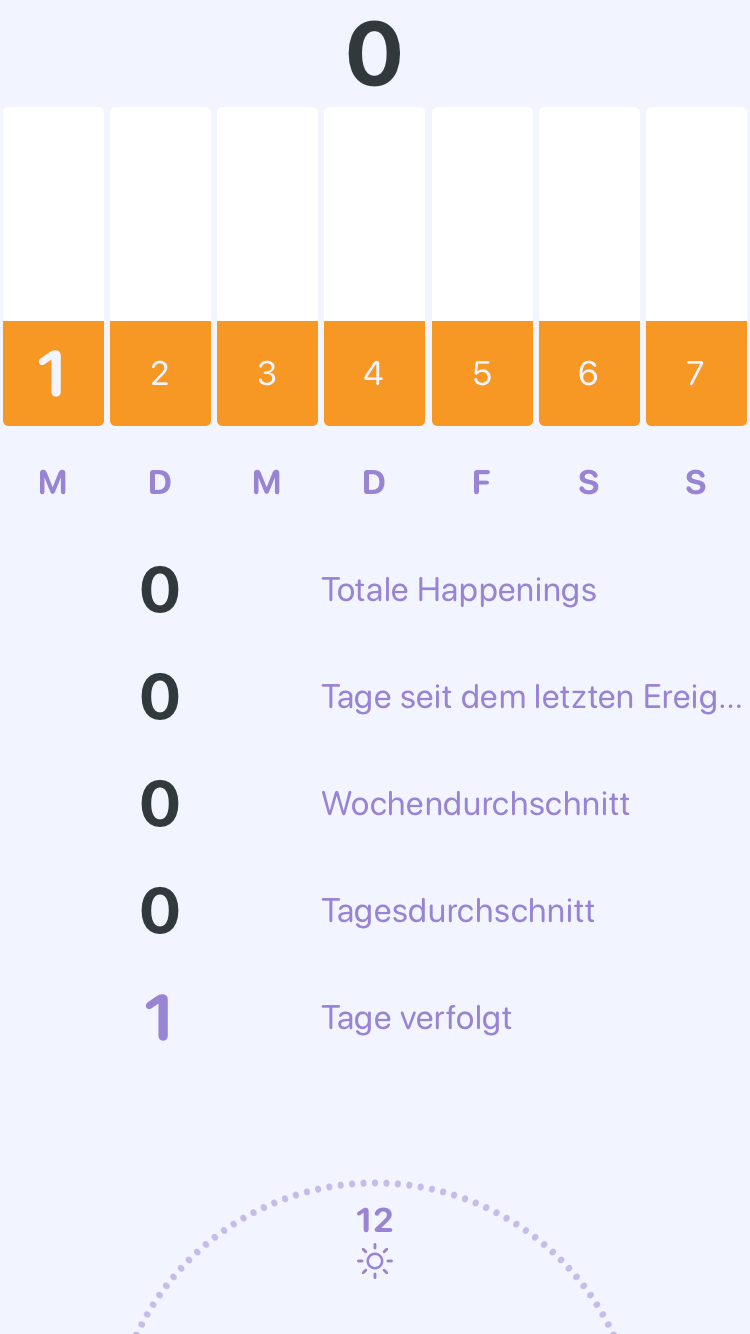 0
1 2 3 4 5 6 7
M D M D F S S
0 Totale Happenings
0 Tage seit dem letzten Ereig...
0 Wochendurchschnitt
0 Tagesdurchschnitt
1 Tage verfolgt
12